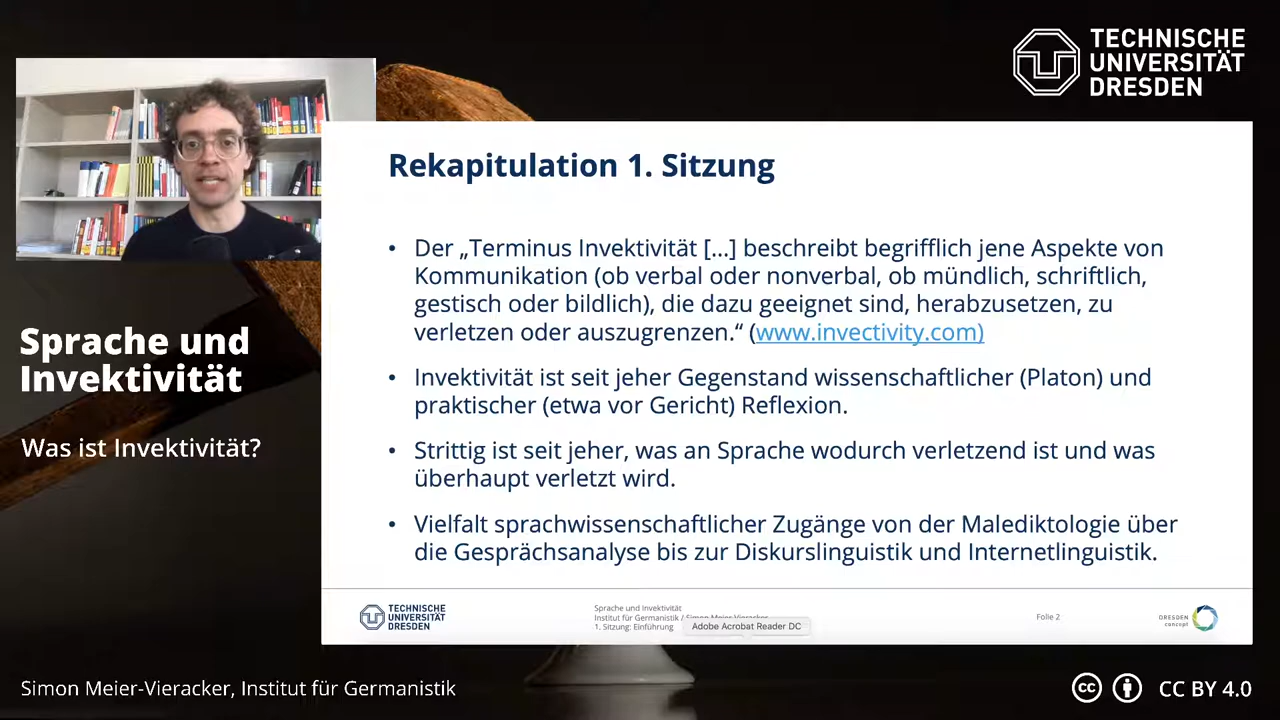 TECHNISCHE
UNIVERSITÄT
DRESDEN
Rekapitulation 1. Sitzung
• Der „Terminus Invektivität [...] beschreibt begrifflich jene Aspekte von
Kommunikation (ob verbal oder nonverbal, ob mündlich, schriftlich,
gestisch oder bildlich), die dazu geeignet sind, herabzusetzen, zu
verletzen oder auszugrenzen.“ (www.invectivity.com)
• Invektivität ist seit jeher Gegenstand wissenschaftlicher (Platon) und
praktischer (etwa vor Gericht) Reflexion.
• Strittig ist seit jeher, was an Sprache wodurch verletzend ist und was
überhaupt verletzt wird.
• Vielfalt sprachwissenschaftlicher Zugänge von der Malediktologie über
die Gesprächsanalyse bis zur Diskurslinguistik und Internetlinguistik.
Sprache und
Invektivität
Was ist Invektivität?
TECHNISCHE
UNIVERSITÄT
DRESDEN
Sprache und Invektivität
Institut für Germanistik / Simon Meier-Vieracker
1. Sitzung: Einführung
Adobe Acrobat Reader DC
Folie 2
DRESDEN
concept
Simon Meier-Vieracker, Institut für Germanistik
cc
CC BY 4.0